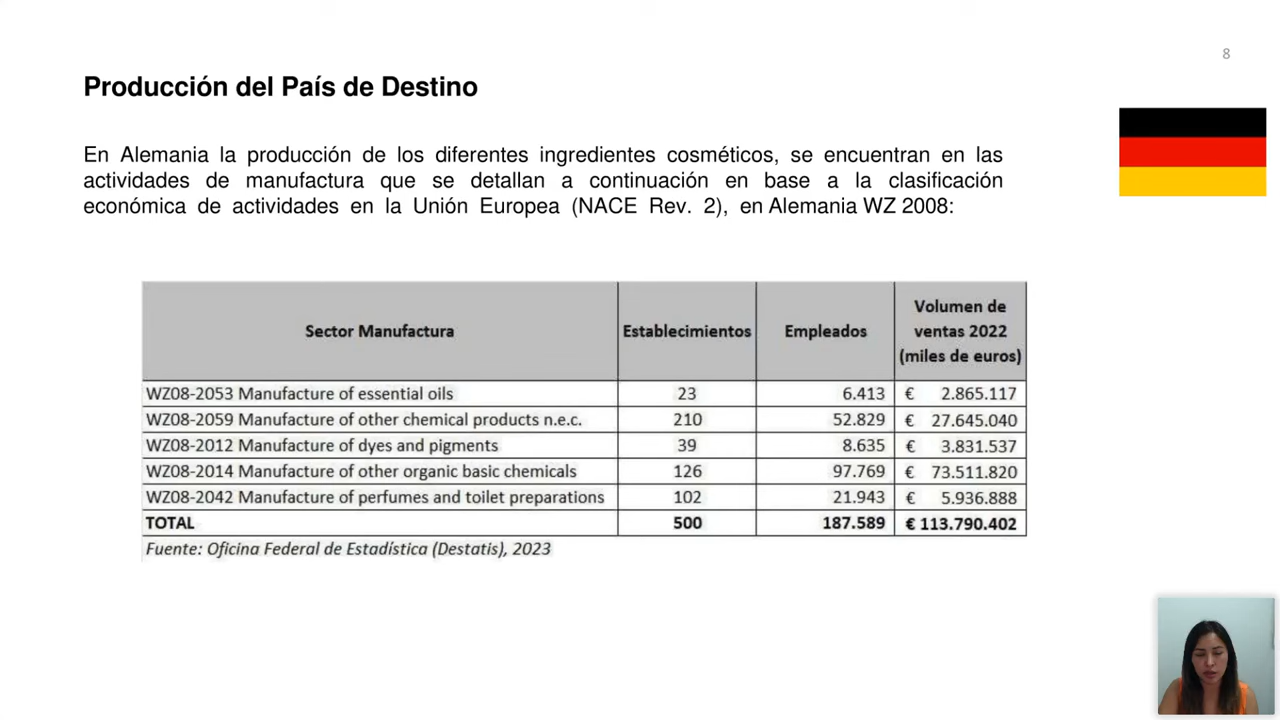 8
Producción del País de Destino
En Alemania la producción de los diferentes ingredientes cosméticos, se encuentran en las
actividades de manufactura que se detallan a continuación en base a la clasificación
económica de actividades en la Unión Europea (NACE Rev. 2), en Alemania WZ 2008:
Sector Manufactura Establecimientos Empleados Volumen de
ventas 2022
(miles de euros)
WZ08-2053 Manufacture of essential oils 23 6.413 € 2.865.117
WZ08-2059 Manufacture of other chemical products n.e.c. 210 52.829 € 27.645.040
WZ08-2012 Manufacture of dyes and pigments 39 8.635 € 3.831.537
WZ08-2014 Manufacture of other organic basic chemicals 126 97.769 € 73.511.820
WZ08-2042 Manufacture of perfumes and toilet preparations 102 21.943 € 5.936.888
TOTAL 500 187.589 € 113.790.402
Fuente: Oficina Federal de Estadística (Destatis), 2023